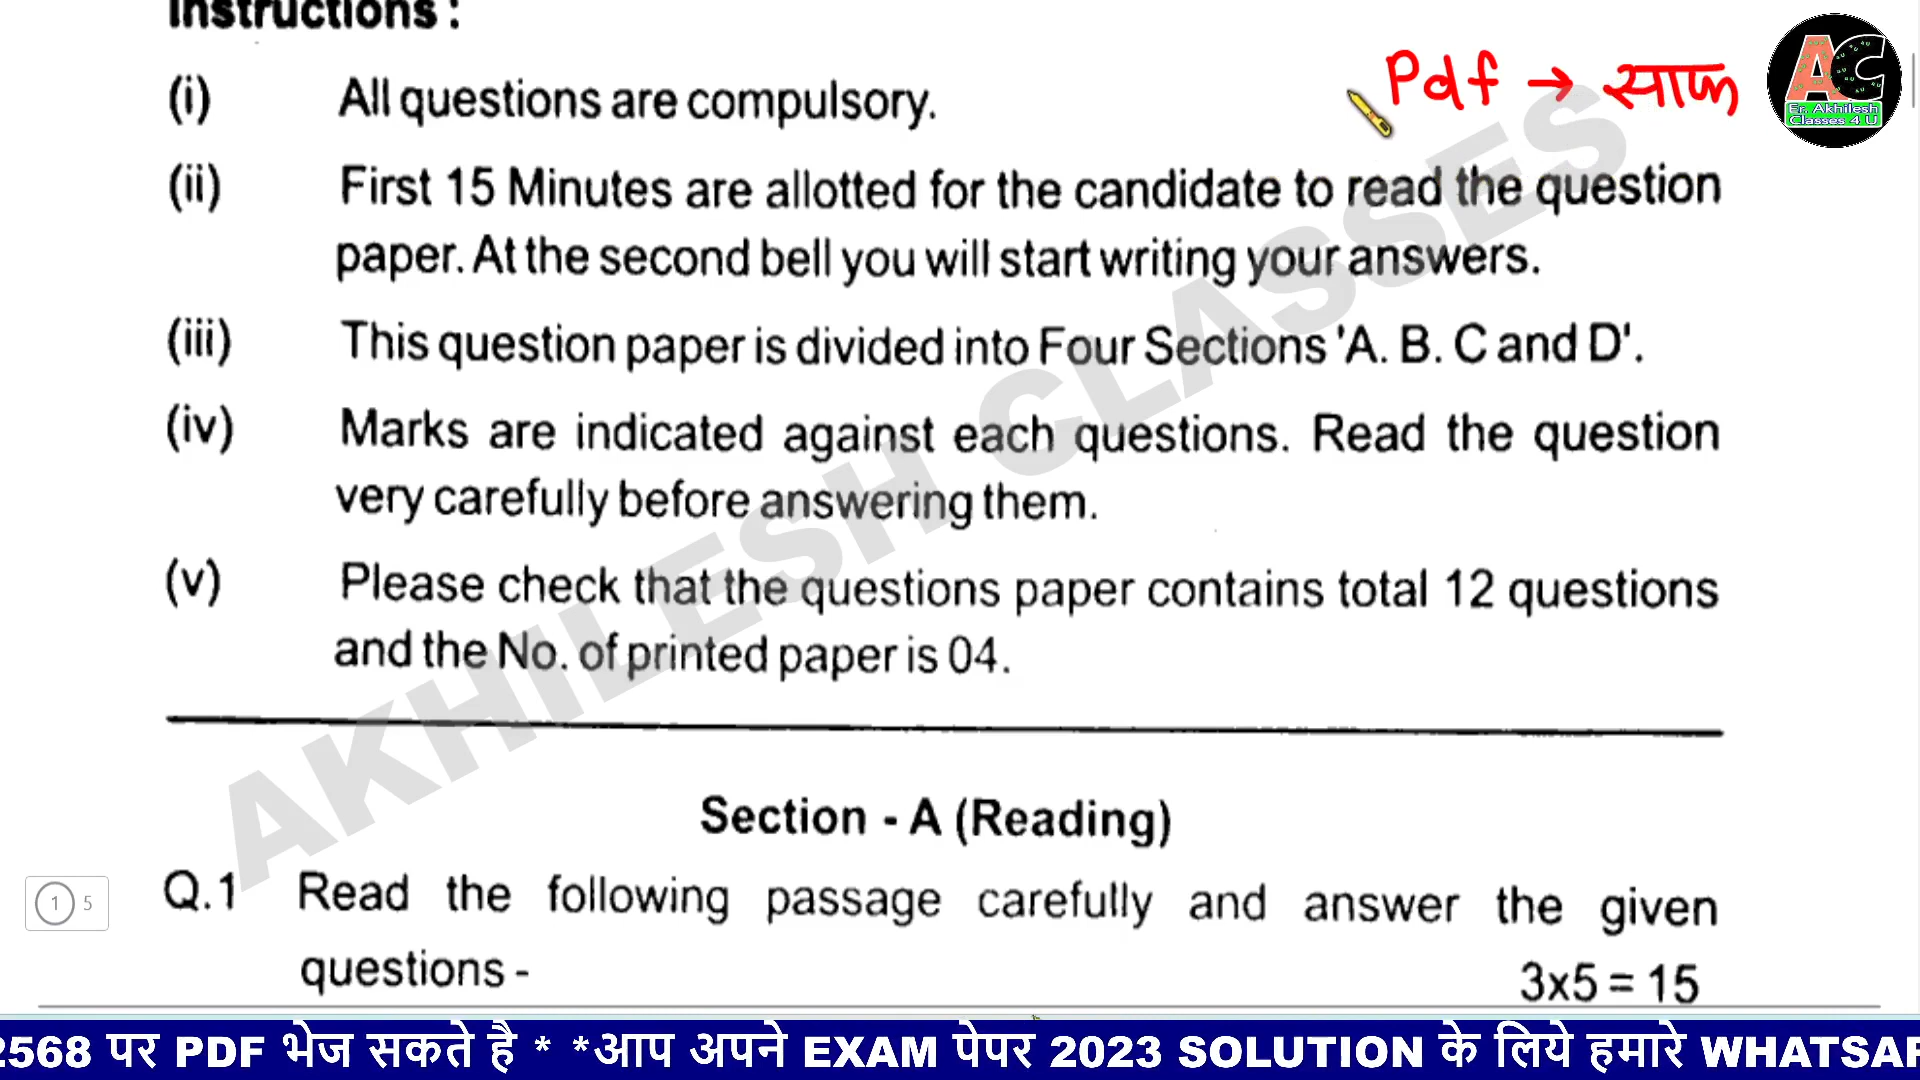 Instructions :
Pdf → साफ
AC
Er. Akhilesh
Classes 4 U
(i) All questions are compulsory.
(ii) First 15 Minutes are allotted for the candidate to read the question
paper. At the second bell you will start writing your answers.
(iii) This question paper is divided into Four Sections 'A. B. C and D'.
(iv) Marks are indicated against each questions. Read the question
very carefully before answering them.
(v) Please check that the questions paper contains total 12 questions
and the No. of printed paper is 04.
AKHILESH CLASSES
Section - A (Reading)
Q.1 Read the following passage carefully and answer the given
questions - 3x5 = 15
1 5
2568 पर PDF भेज सकते है * *आप अपने EXAM पेपर 2023 SOLUTION के लिये हमारे WHATSAP